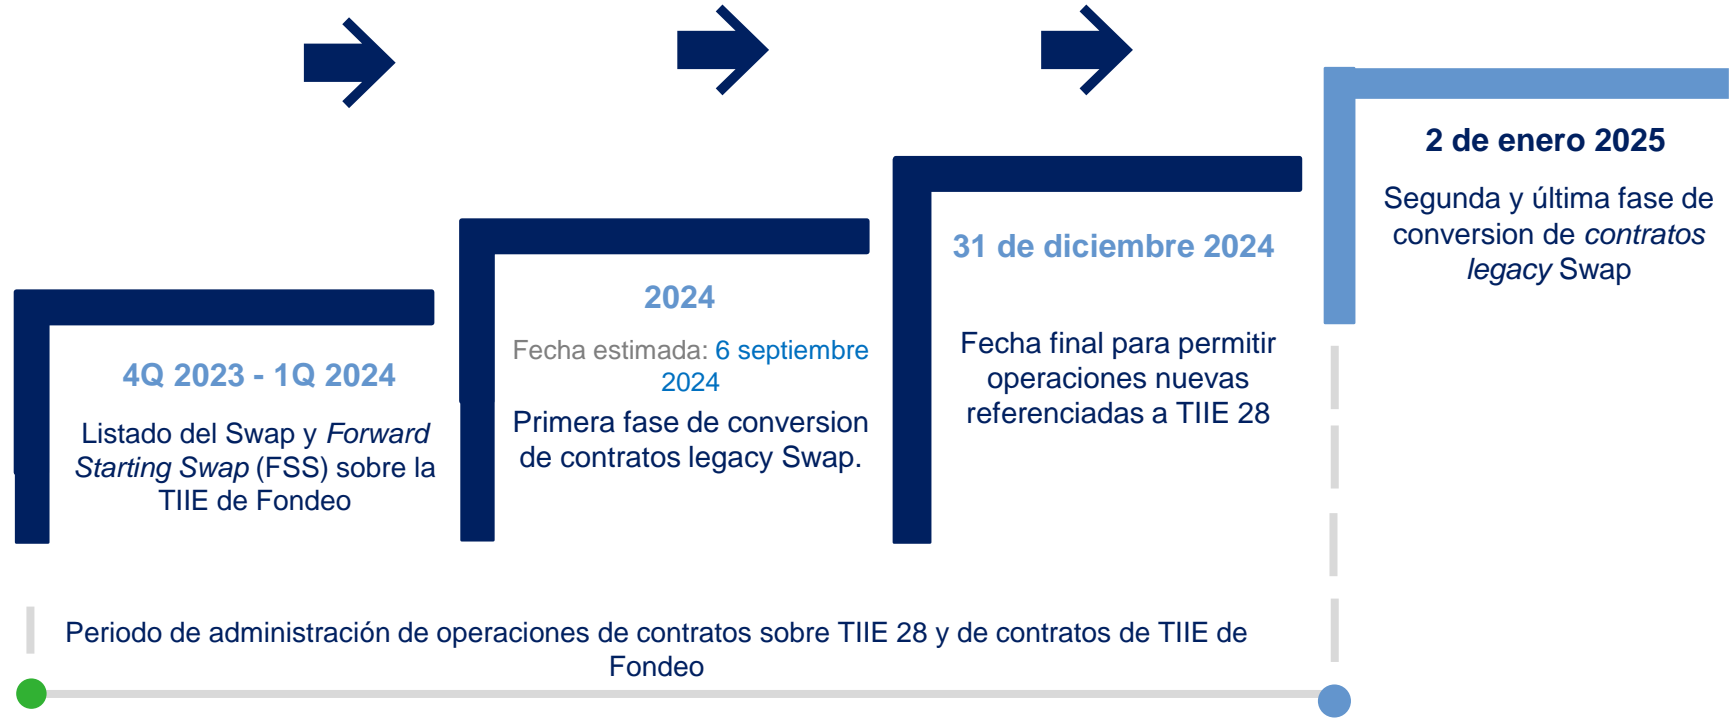 4Q 2023 - 1Q 2024
Listado del Swap y Forward
Starting Swap (FSS) sobre la
TIIE de Fondeo
2024
Fecha estimada: 6 septiembre
2024
Primera fase de conversion
de contratos legacy Swap.
31 de diciembre 2024
Fecha final para permitir
operaciones nuevas
referenciadas a TIIE 28
2 de enero 2025
Segunda y última fase de
conversion de contratos
legacy Swap
Periodo de administración de operaciones de contratos sobre TIIE 28 y de contratos de TIIE de
Fondeo